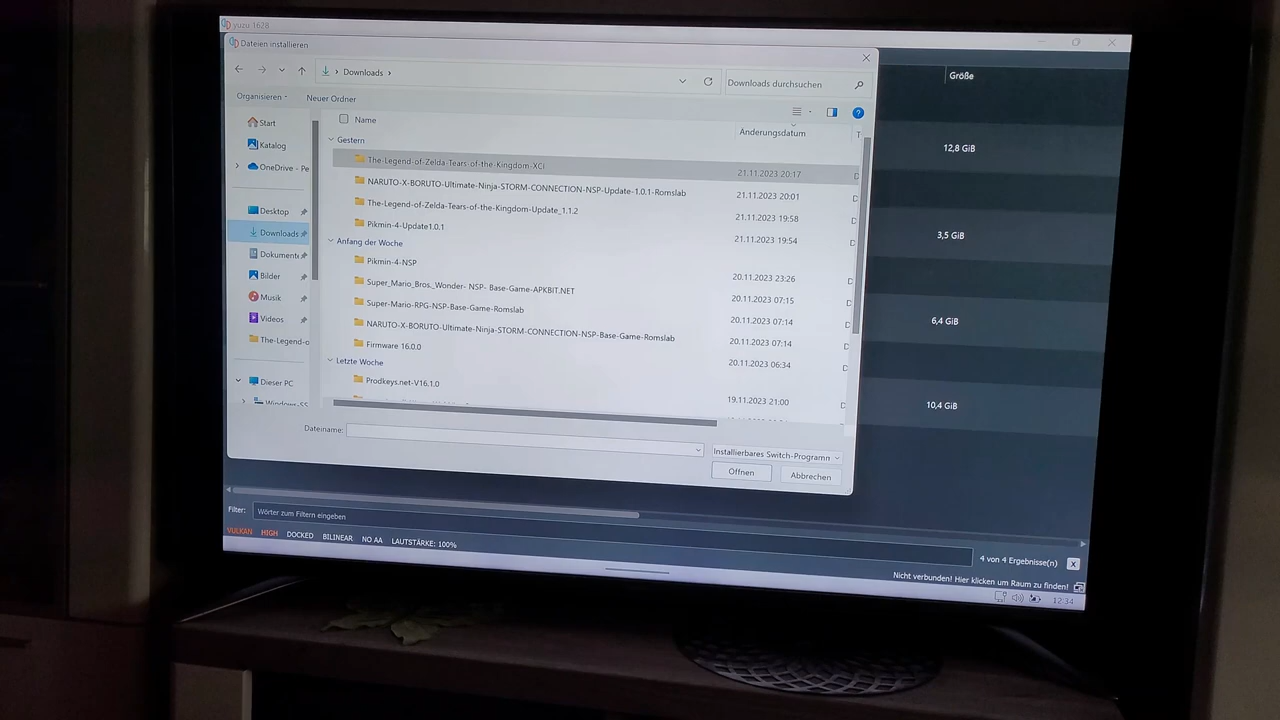 yuzu 1628
Dateien installieren
Downloads
Downloads durchsuchen
Organisieren
Neuer Ordner
Größe
Start
Katalog
OneDrive - Pe
Desktop
Downloads
Dokumente
Bilder
Musik
Videos
The-Legend-o
Dieser PC
Name
Änderungsdatum
T
Gestern
The-Legend-of-Zelda-Tears-of-the-Kingdom-XCI 21.11.2023 20:17
NARUTO-X-BORUTO-Ultimate-Ninja-STORM-CONNECTION-NSP-Update-1.0.1-Romslab 21.11.2023 20:01
The-Legend-of-Zelda-Tears-of-the-Kingdom-Update_1.1.2 21.11.2023 19:58
Pikmin-4-Update1.0.1 21.11.2023 19:54
Anfang der Woche
Pikmin-4-NSP 20.11.2023 23:26
Super_Mario_Bros._Wonder- NSP- Base-Game-APKBIT.NET 20.11.2023 07:15
Super-Mario-RPG-NSP-Base-Game-Romslab 20.11.2023 07:14
NARUTO-X-BORUTO-Ultimate-Ninja-STORM-CONNECTION-NSP-Base-Game-Romslab 20.11.2023 07:14
Firmware 16.0.0 20.11.2023 06:34
Letzte Woche
Prodkeys.net-V16.1.0 19.11.2023 21:00
12,8 GiB
3,5 GiB
6,4 GiB
10,4 GiB
Dateiname:
Installierbares Switch-Programm
Öffnen
Abbrechen
Filter:
Wörter zum Filtern eingeben
4 von 4 Ergebnisse(n)
X
VULKAN HIGH DOCKED BILINEAR NO AA LAUTSTÄRKE: 100%
Nicht verbunden! Hier klicken um Raum zu finden!
12:34